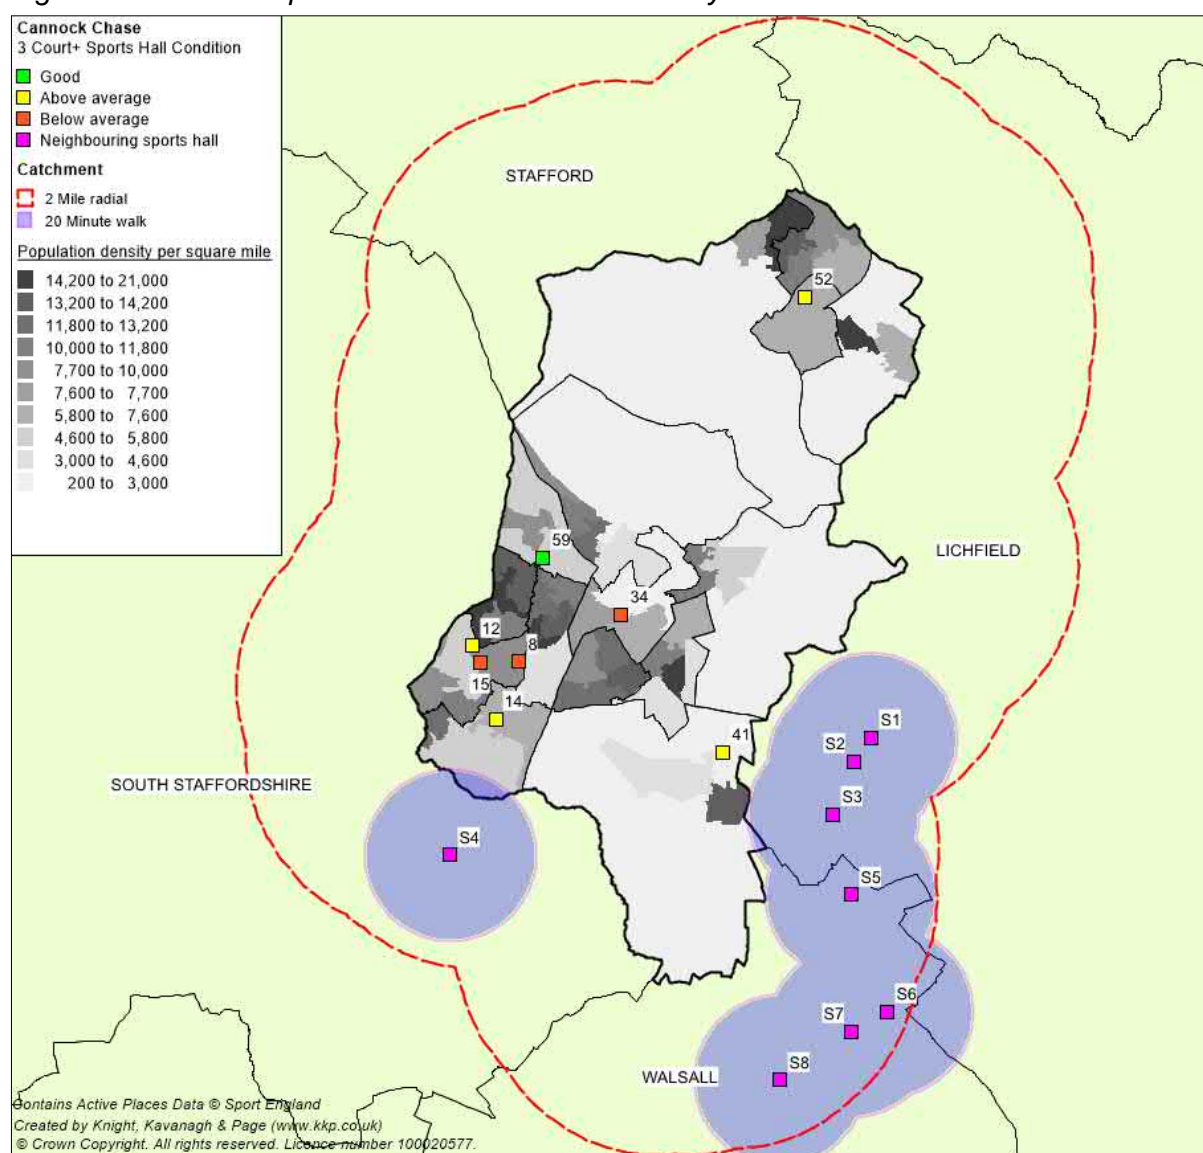 Cannock Chase
3 Court+ Sports Hall Condition
Good
Above average
Below average
Neighbouring sports hall
Catchment
2 Mile radial
20 Minute walk
Population density per square mile
14,200 to 21,000
13,200 to 14,200
11,800 to 13,200
10,000 to 11,800
7,700 to 10,000
7,600 to 7,700
5,800 to 7,600
4,600 to 5,800
3,000 to 4,600
200 to 3,000
STAFFORD
52
59
LICHFIELD
34
12
8
15
14
41
S1
S2
SOUTH STAFFORDSHIRE
S3
S4
S5
S6
S7
S8
WALSALL
Contains Active Places Data © Sport England
Created by Knight, Kavanagh & Page (www.kkp.co.uk)
© Crown Copyright. All rights reserved. Licence number 100020577.